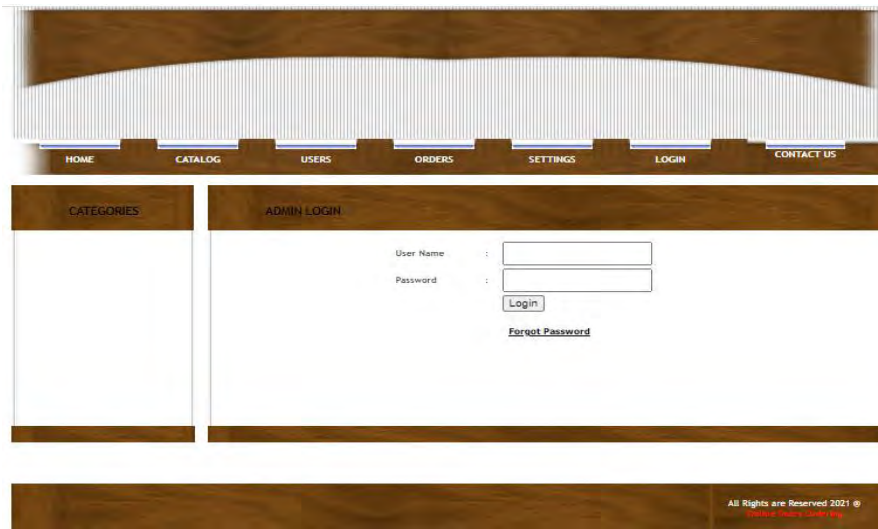 HOME CATALOG USERS ORDERS SETTINGS LOGIN CONTACT US
CATEGORIES
ADMIN LOGIN
User Name :
Password :
Login
Forgot Password
All Rights are Reserved 2021 ®